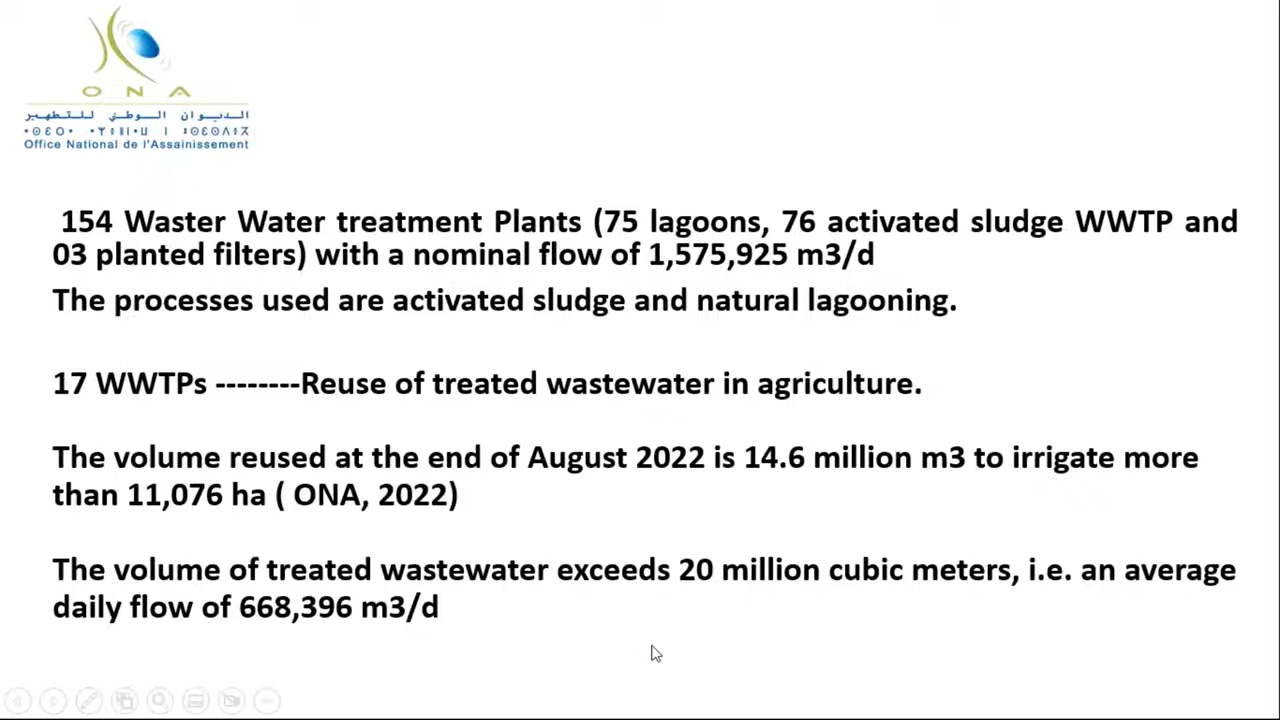 O N A
الديوان الوطني للتطهير
ⴰⵙⵉⵔⴰ ⴰⵖⴻⵍⵏⴰⵡ ⵏ ⵓⵙⵉⵙⴷⴻⴳ
Office National de l'Assainissement
154 Waster Water treatment Plants (75 lagoons, 76 activated sludge WWTP and
03 planted filters) with a nominal flow of 1,575,925 m3/d
The processes used are activated sludge and natural lagooning.
17 WWTPs --------Reuse of treated wastewater in agriculture.
The volume reused at the end of August 2022 is 14.6 million m3 to irrigate more
than 11,076 ha ( ONA, 2022)
The volume of treated wastewater exceeds 20 million cubic meters, i.e. an average
daily flow of 668,396 m3/d